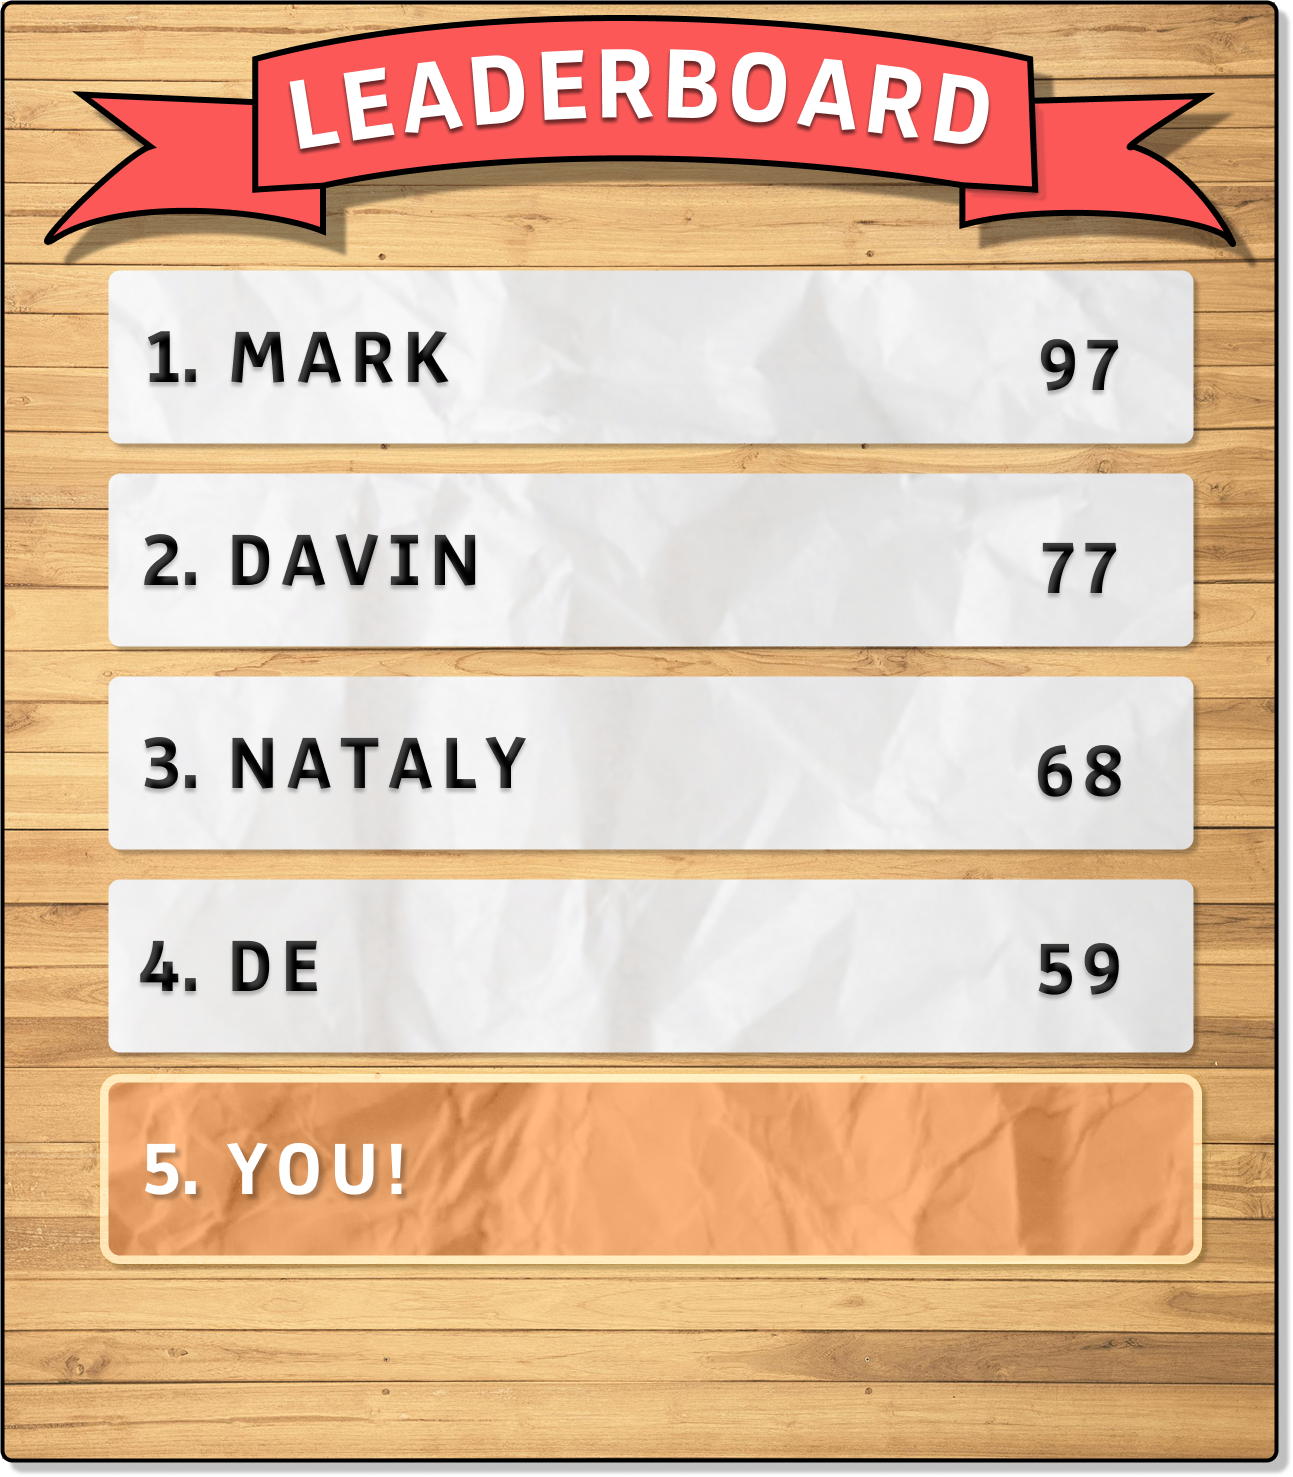 LEADERBOARD
1. MARK 97
2. DAVIN 77
3. NATALY 68
4. DE 59
5. YOU!